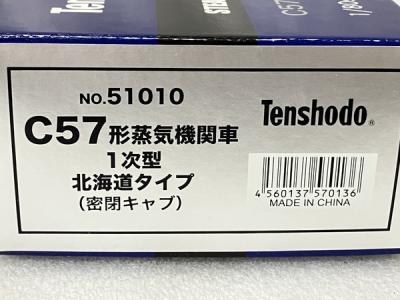 NO.51010
C57形蒸気機関車
1次型
北海道タイプ
(密閉キャブ)
Tenshodo®
4 560137 570136
MADE IN CHINA